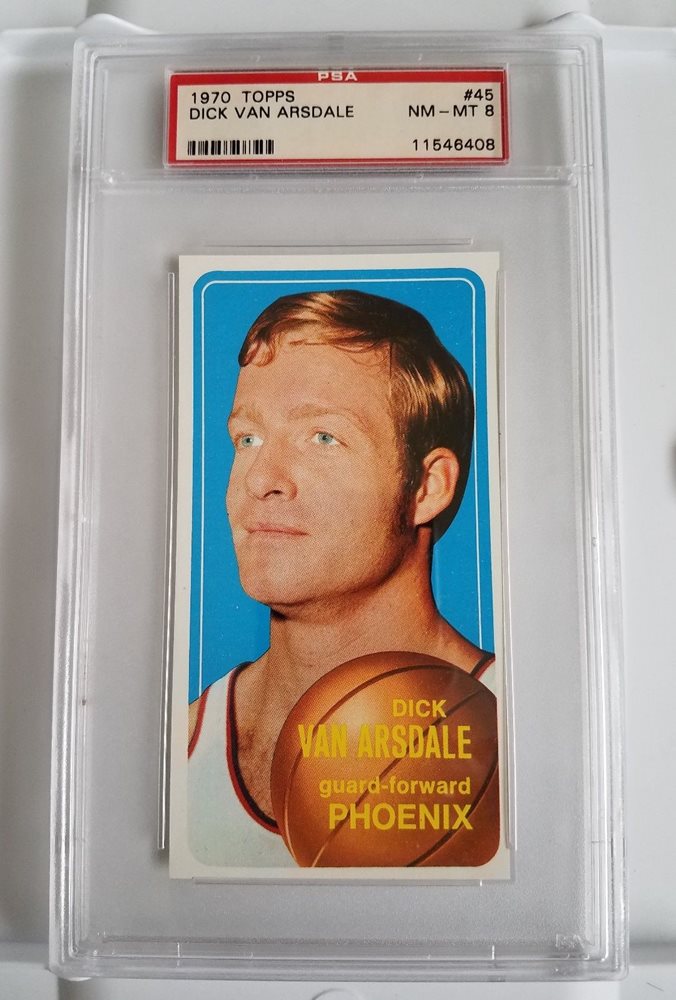 PSA
1970 TOPPS #45
DICK VAN ARSDALE NM-MT 8
11546408
DICK
VAN ARSDALE
guard-forward
PHOENIX